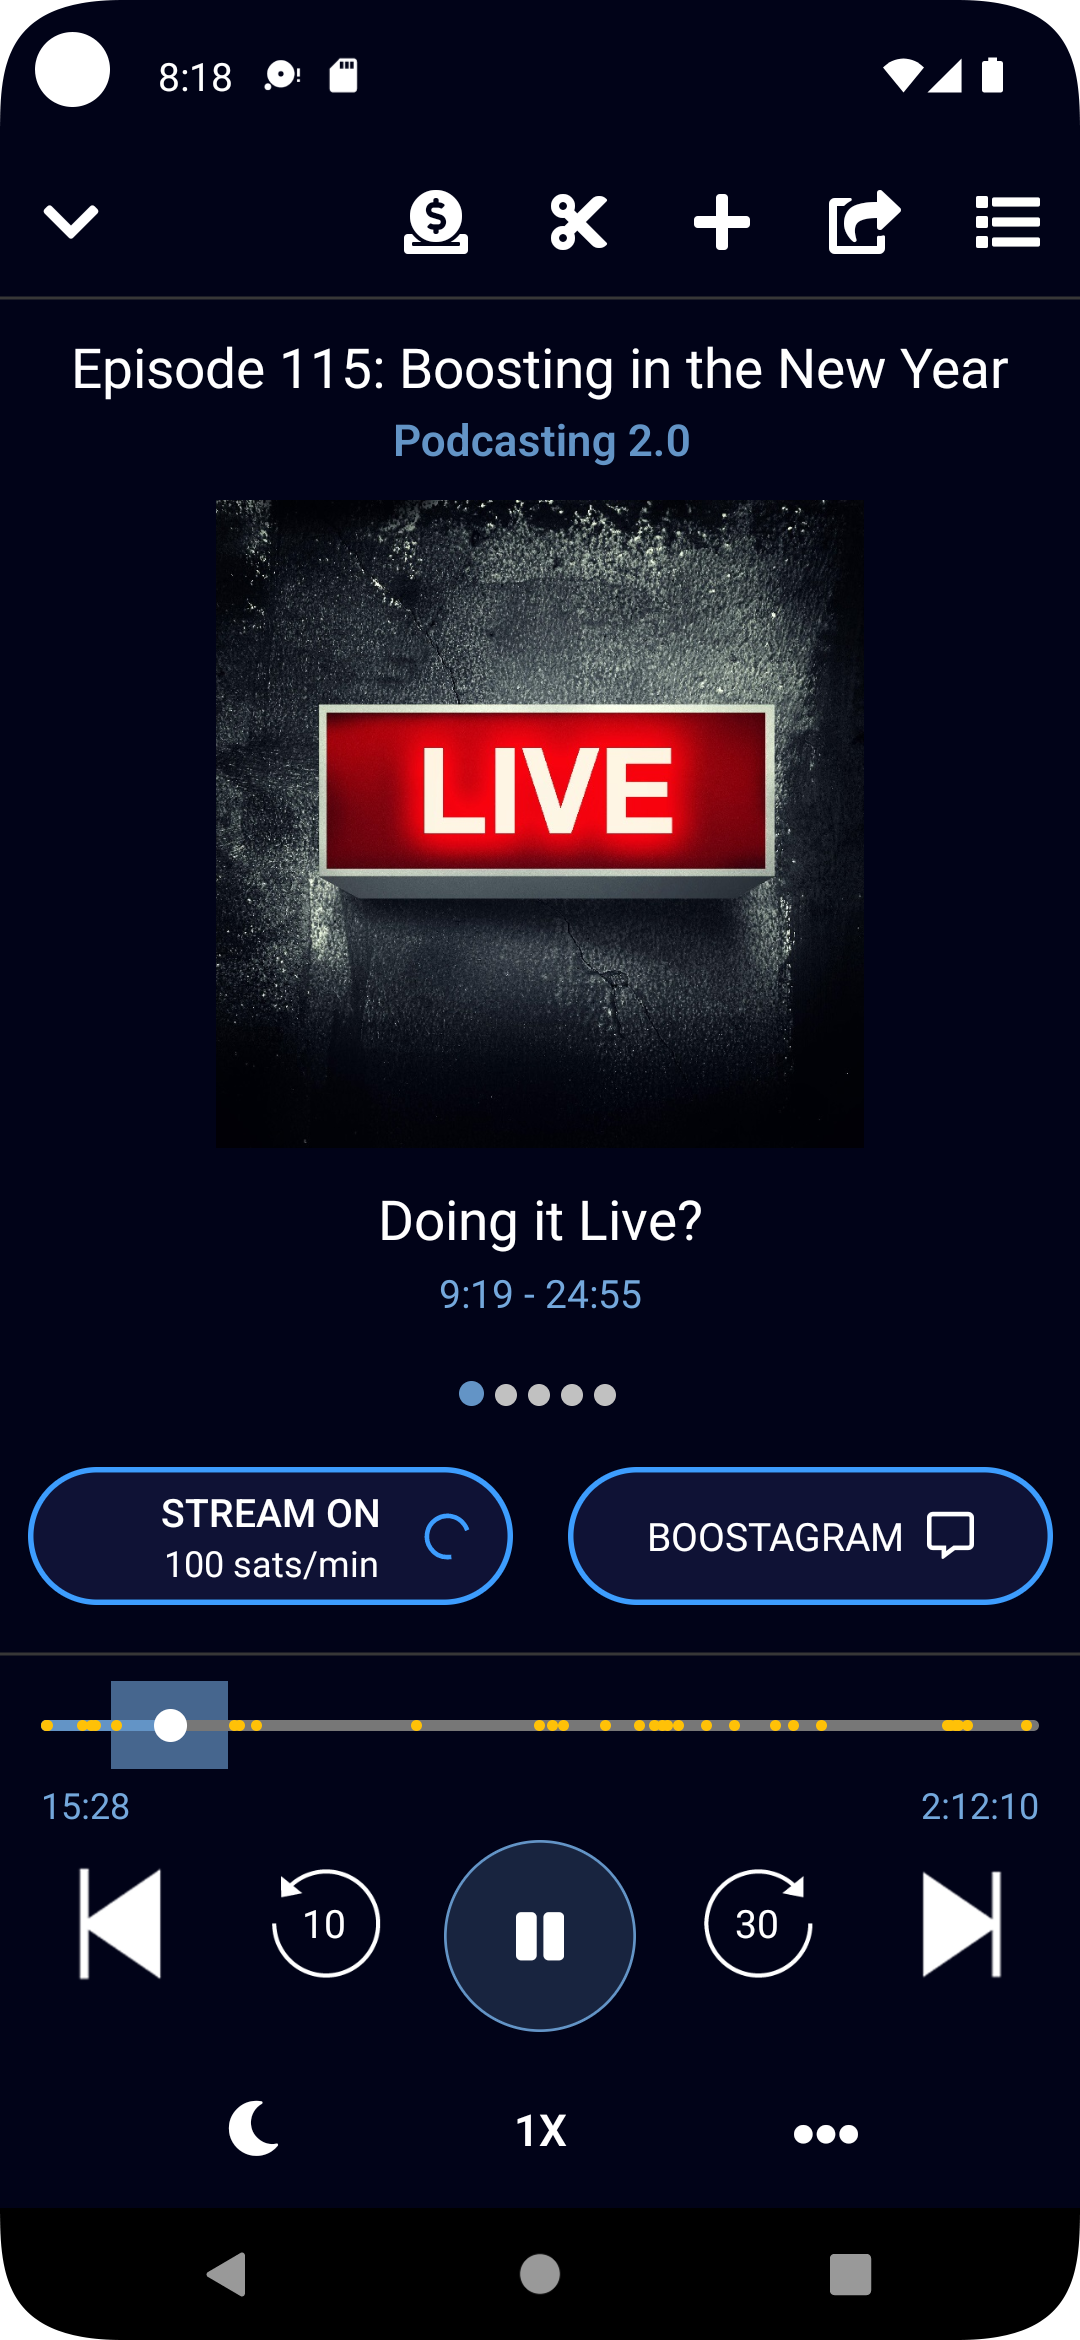 8:18
Episode 115: Boosting in the New Year
Podcasting 2.0
LIVE
Doing it Live?
9:19 - 24:55
STREAM ON
100 sats/min
BOOSTAGRAM
15:28
2:12:10
10
30
1X